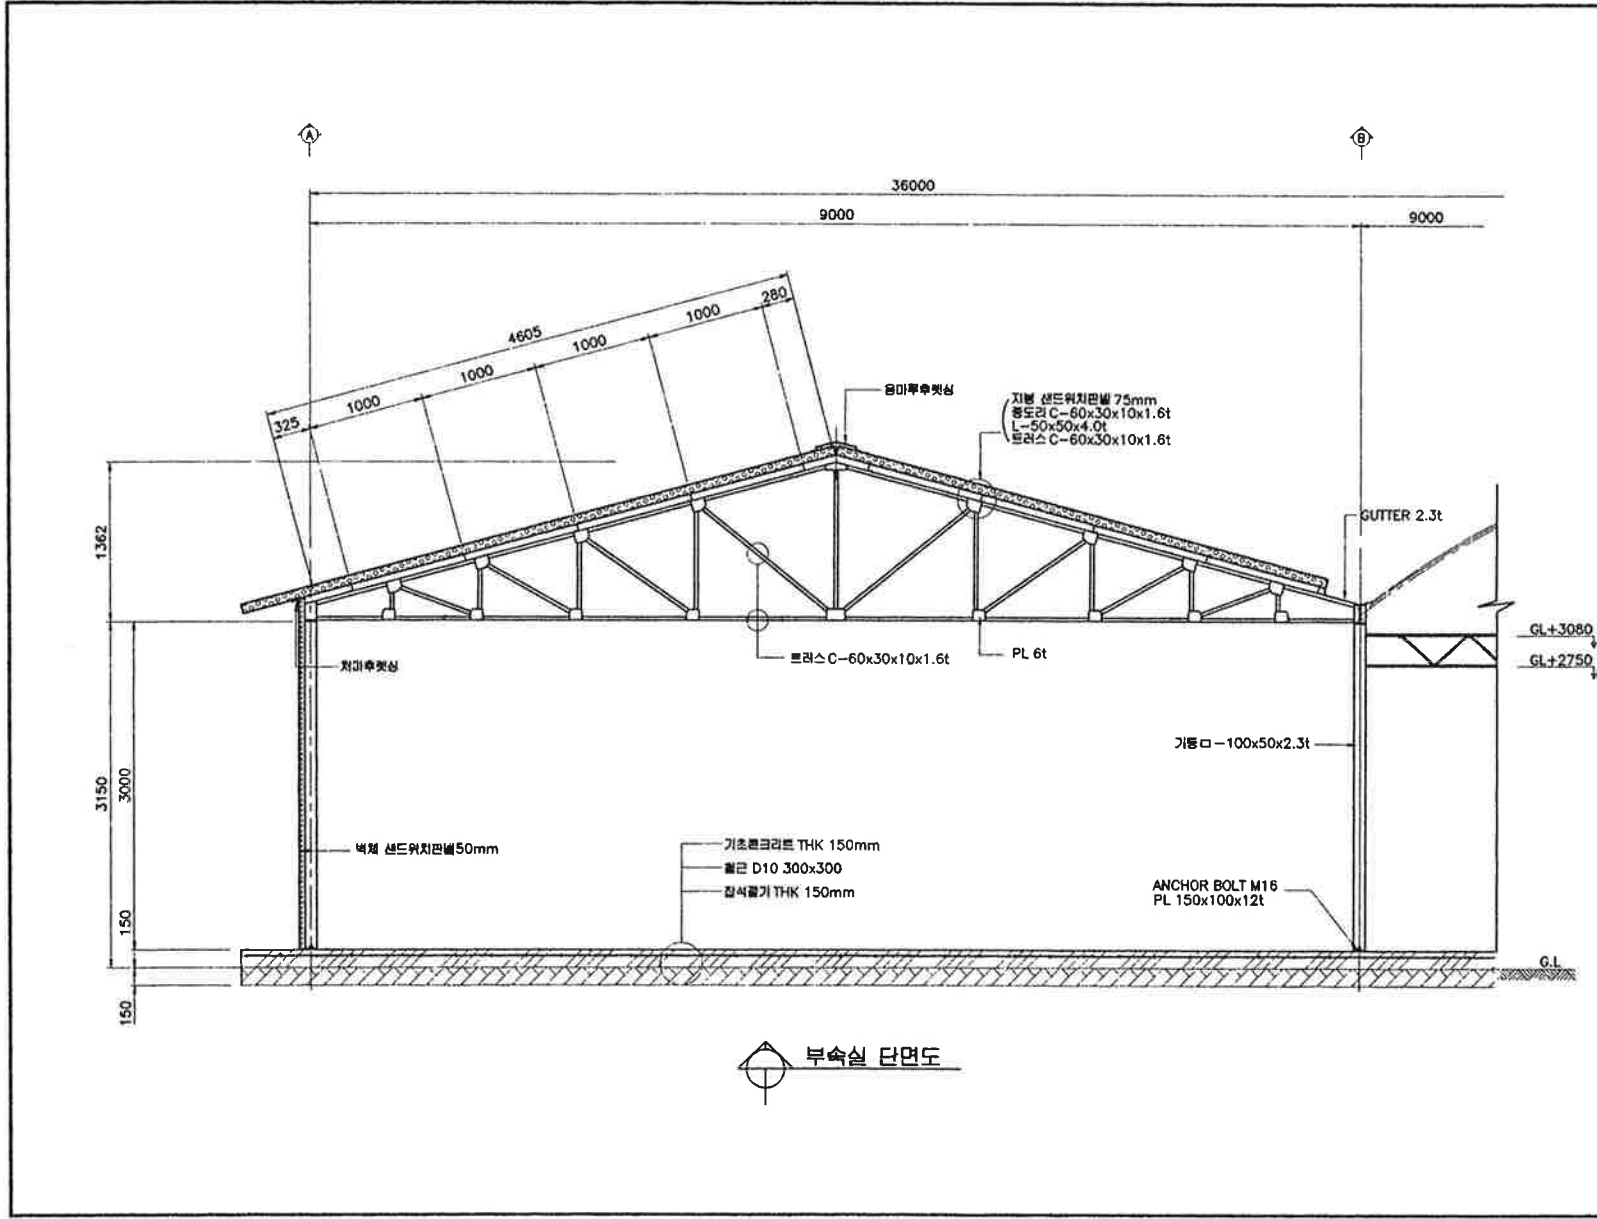 A
B
36000
9000
9000
4605
280
1000
1000
1000
1000
325
용마루후렛싱
지붕 샌드위치판넬 75mm
중도리 C-60x30x10x1.6t
L-50x50x4.0t
트러스 C-60x30x10x1.6t
1362
GUTTER 2.3t
GL+3080
GL+2750
트러스 C-60x30x10x1.6t
PL 6t
처마후렛싱
기둥ㅁ-100x50x2.3t
3150
3000
벽체 샌드위치판넬50mm
기초콘크리트 THK 150mm
철근 D10 300x300
잡석깔기 THK 150mm
ANCHOR BOLT M16
PL 150x100x12t
150
G.L
150
부속실 단면도